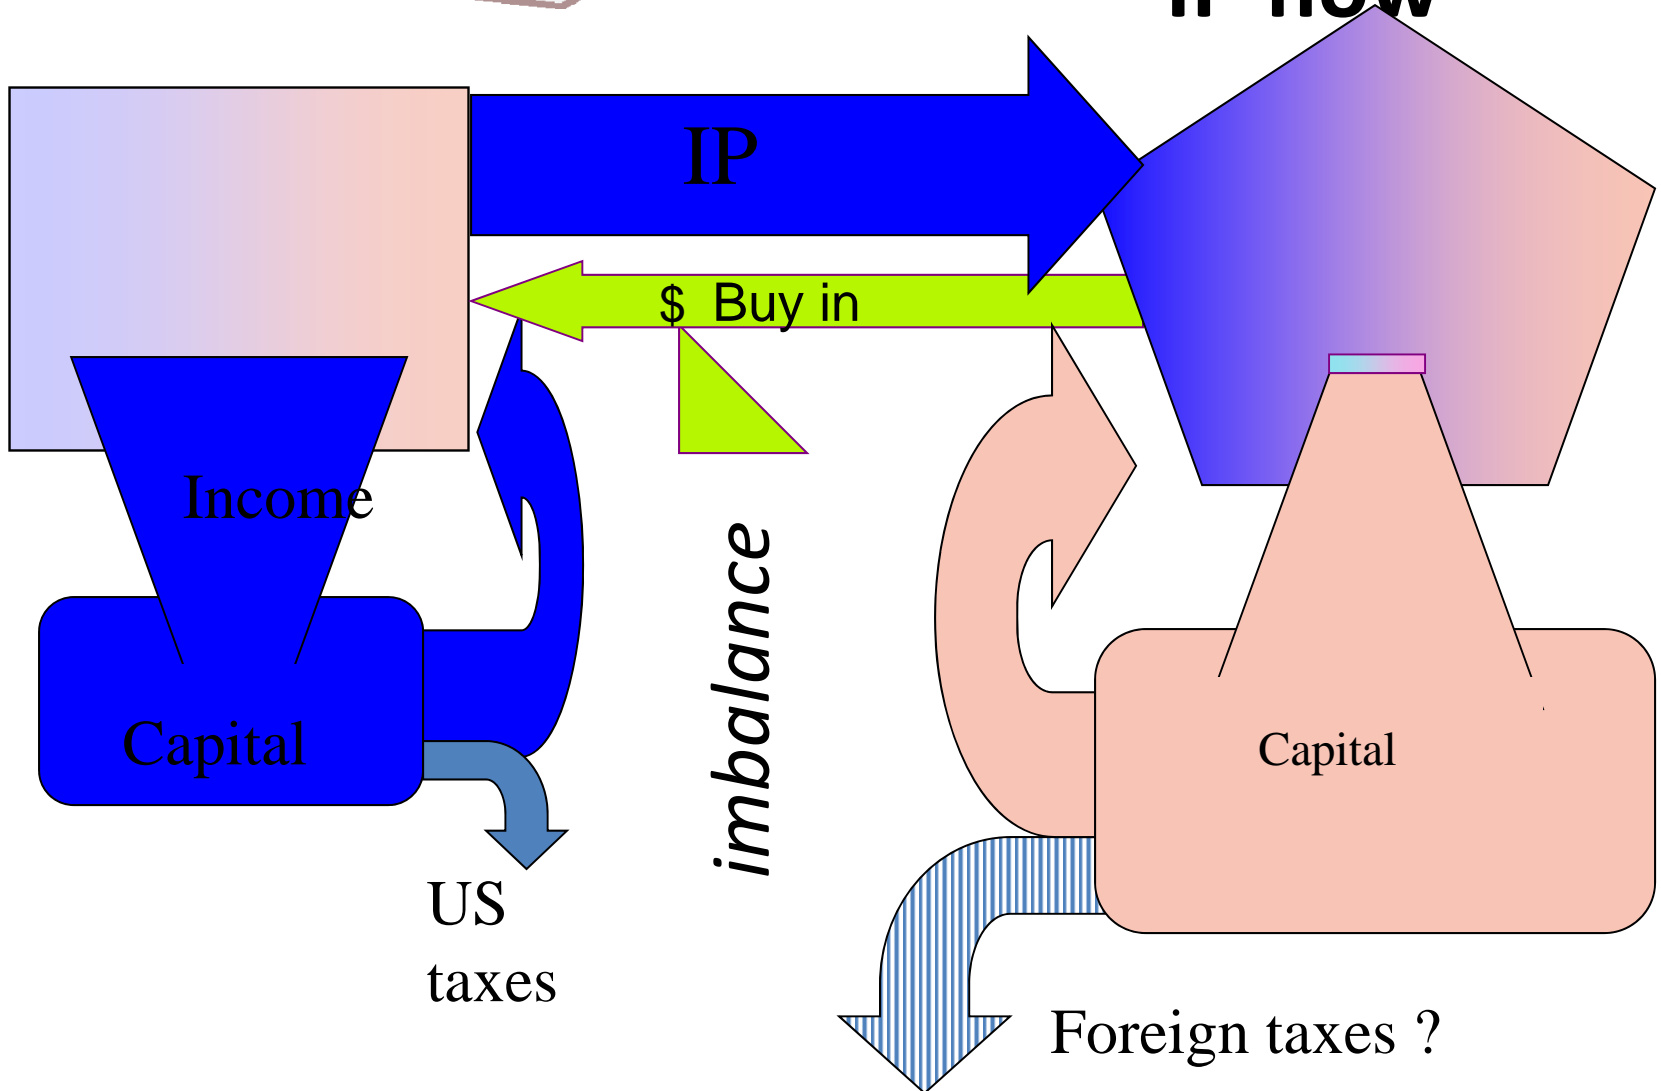 IP
$ Buy in
Income
imbalance
Capital
Capital
US
taxes
Foreign taxes ?